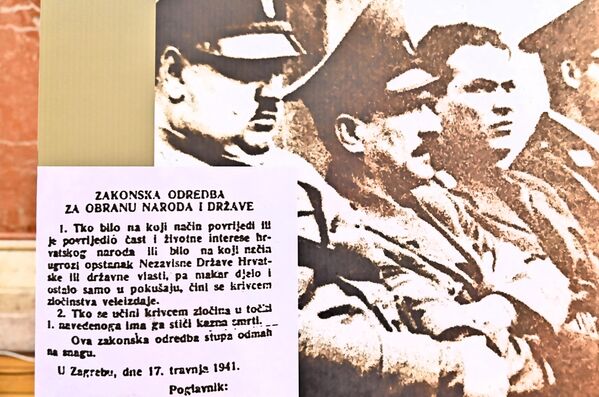 ZAKONSKA ODREDBA
ZA OBRANU NARODA I DRŽAVE
1. Tko bilo na koji način povrijedi ili
je povrijedio čast i životne interese hr-
vatskog naroda ili bilo na koji način
ugrozi opstanak Nezavisne Države Hrvat-
ske ili državne vlasti, pa makar djelo i
ostalo samo u pokušaju, čini se krivcem
zločinstva veleizdaje.
2. Tko se učini krivcem zločina u točki
1. navedenoga ima ga stići kazna smrti.
Ova zakonska odredba stupa odmah
na snagu.
U Zagrebu, dne 17. travnja 1941.
Poglavnik: